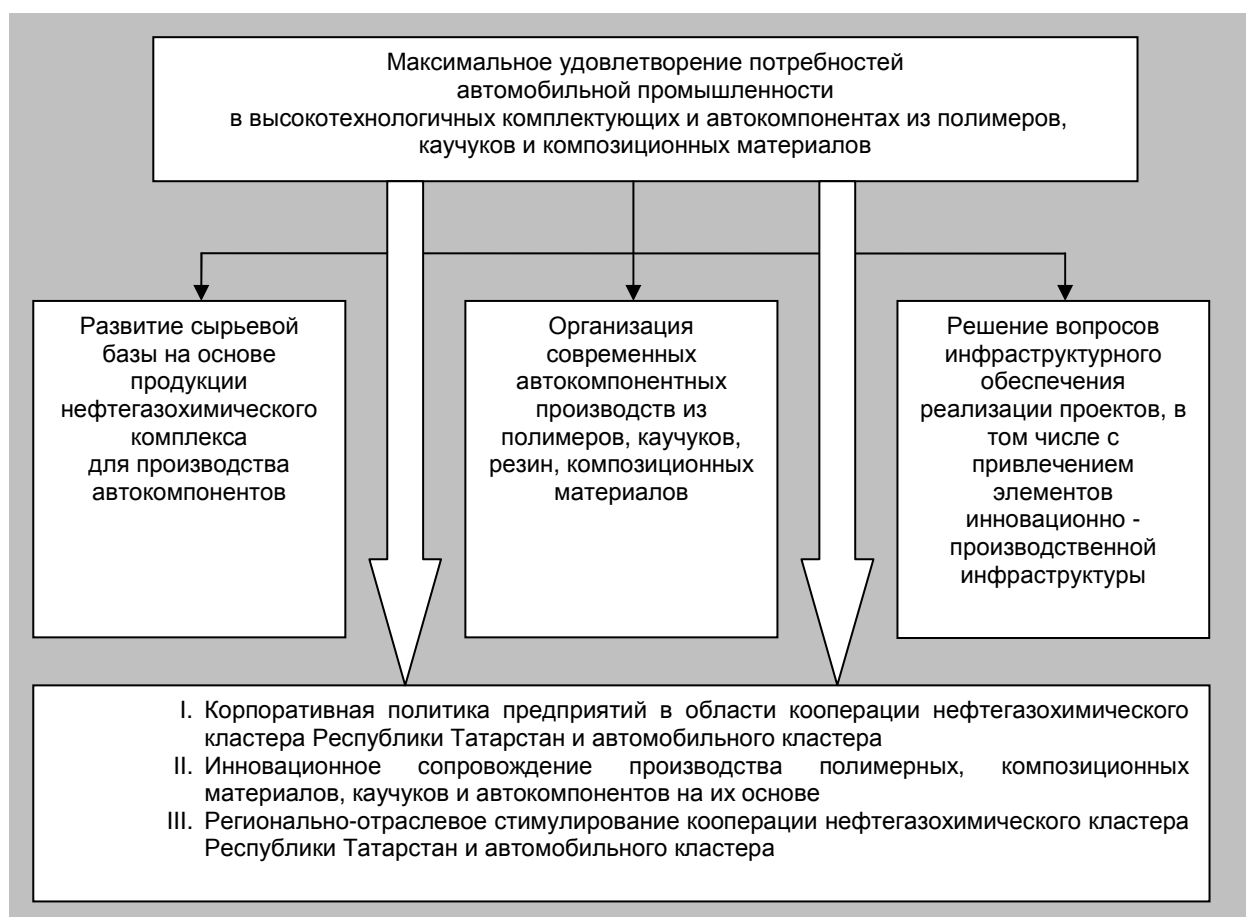 Максимальное удовлетворение потребностей
автомобильной промышленности
в высокотехнологичных комплектующих и автокомпонентах из полимеров,
каучуков и композиционных материалов
Развитие сырьевой
базы на основе
продукции
нефтегазохимического
комплекса
для производства
автокомпонентов
Организация
современных
автокомпонентных
производств из
полимеров, каучуков,
резин, композиционных
материалов
Решение вопросов
инфраструктурного
обеспечения
реализации проектов, в
том числе с
привлечением
элементов
инновационно -
производственной
инфраструктуры
I. Корпоративная политика предприятий в области кооперации нефтегазохимического
кластера Республики Татарстан и автомобильного кластера
II. Инновационное сопровождение производства полимерных, композиционных
материалов, каучуков и автокомпонентов на их основе
III. Регионально-отраслевое стимулирование кооперации нефтегазохимического кластера
Республики Татарстан и автомобильного кластера